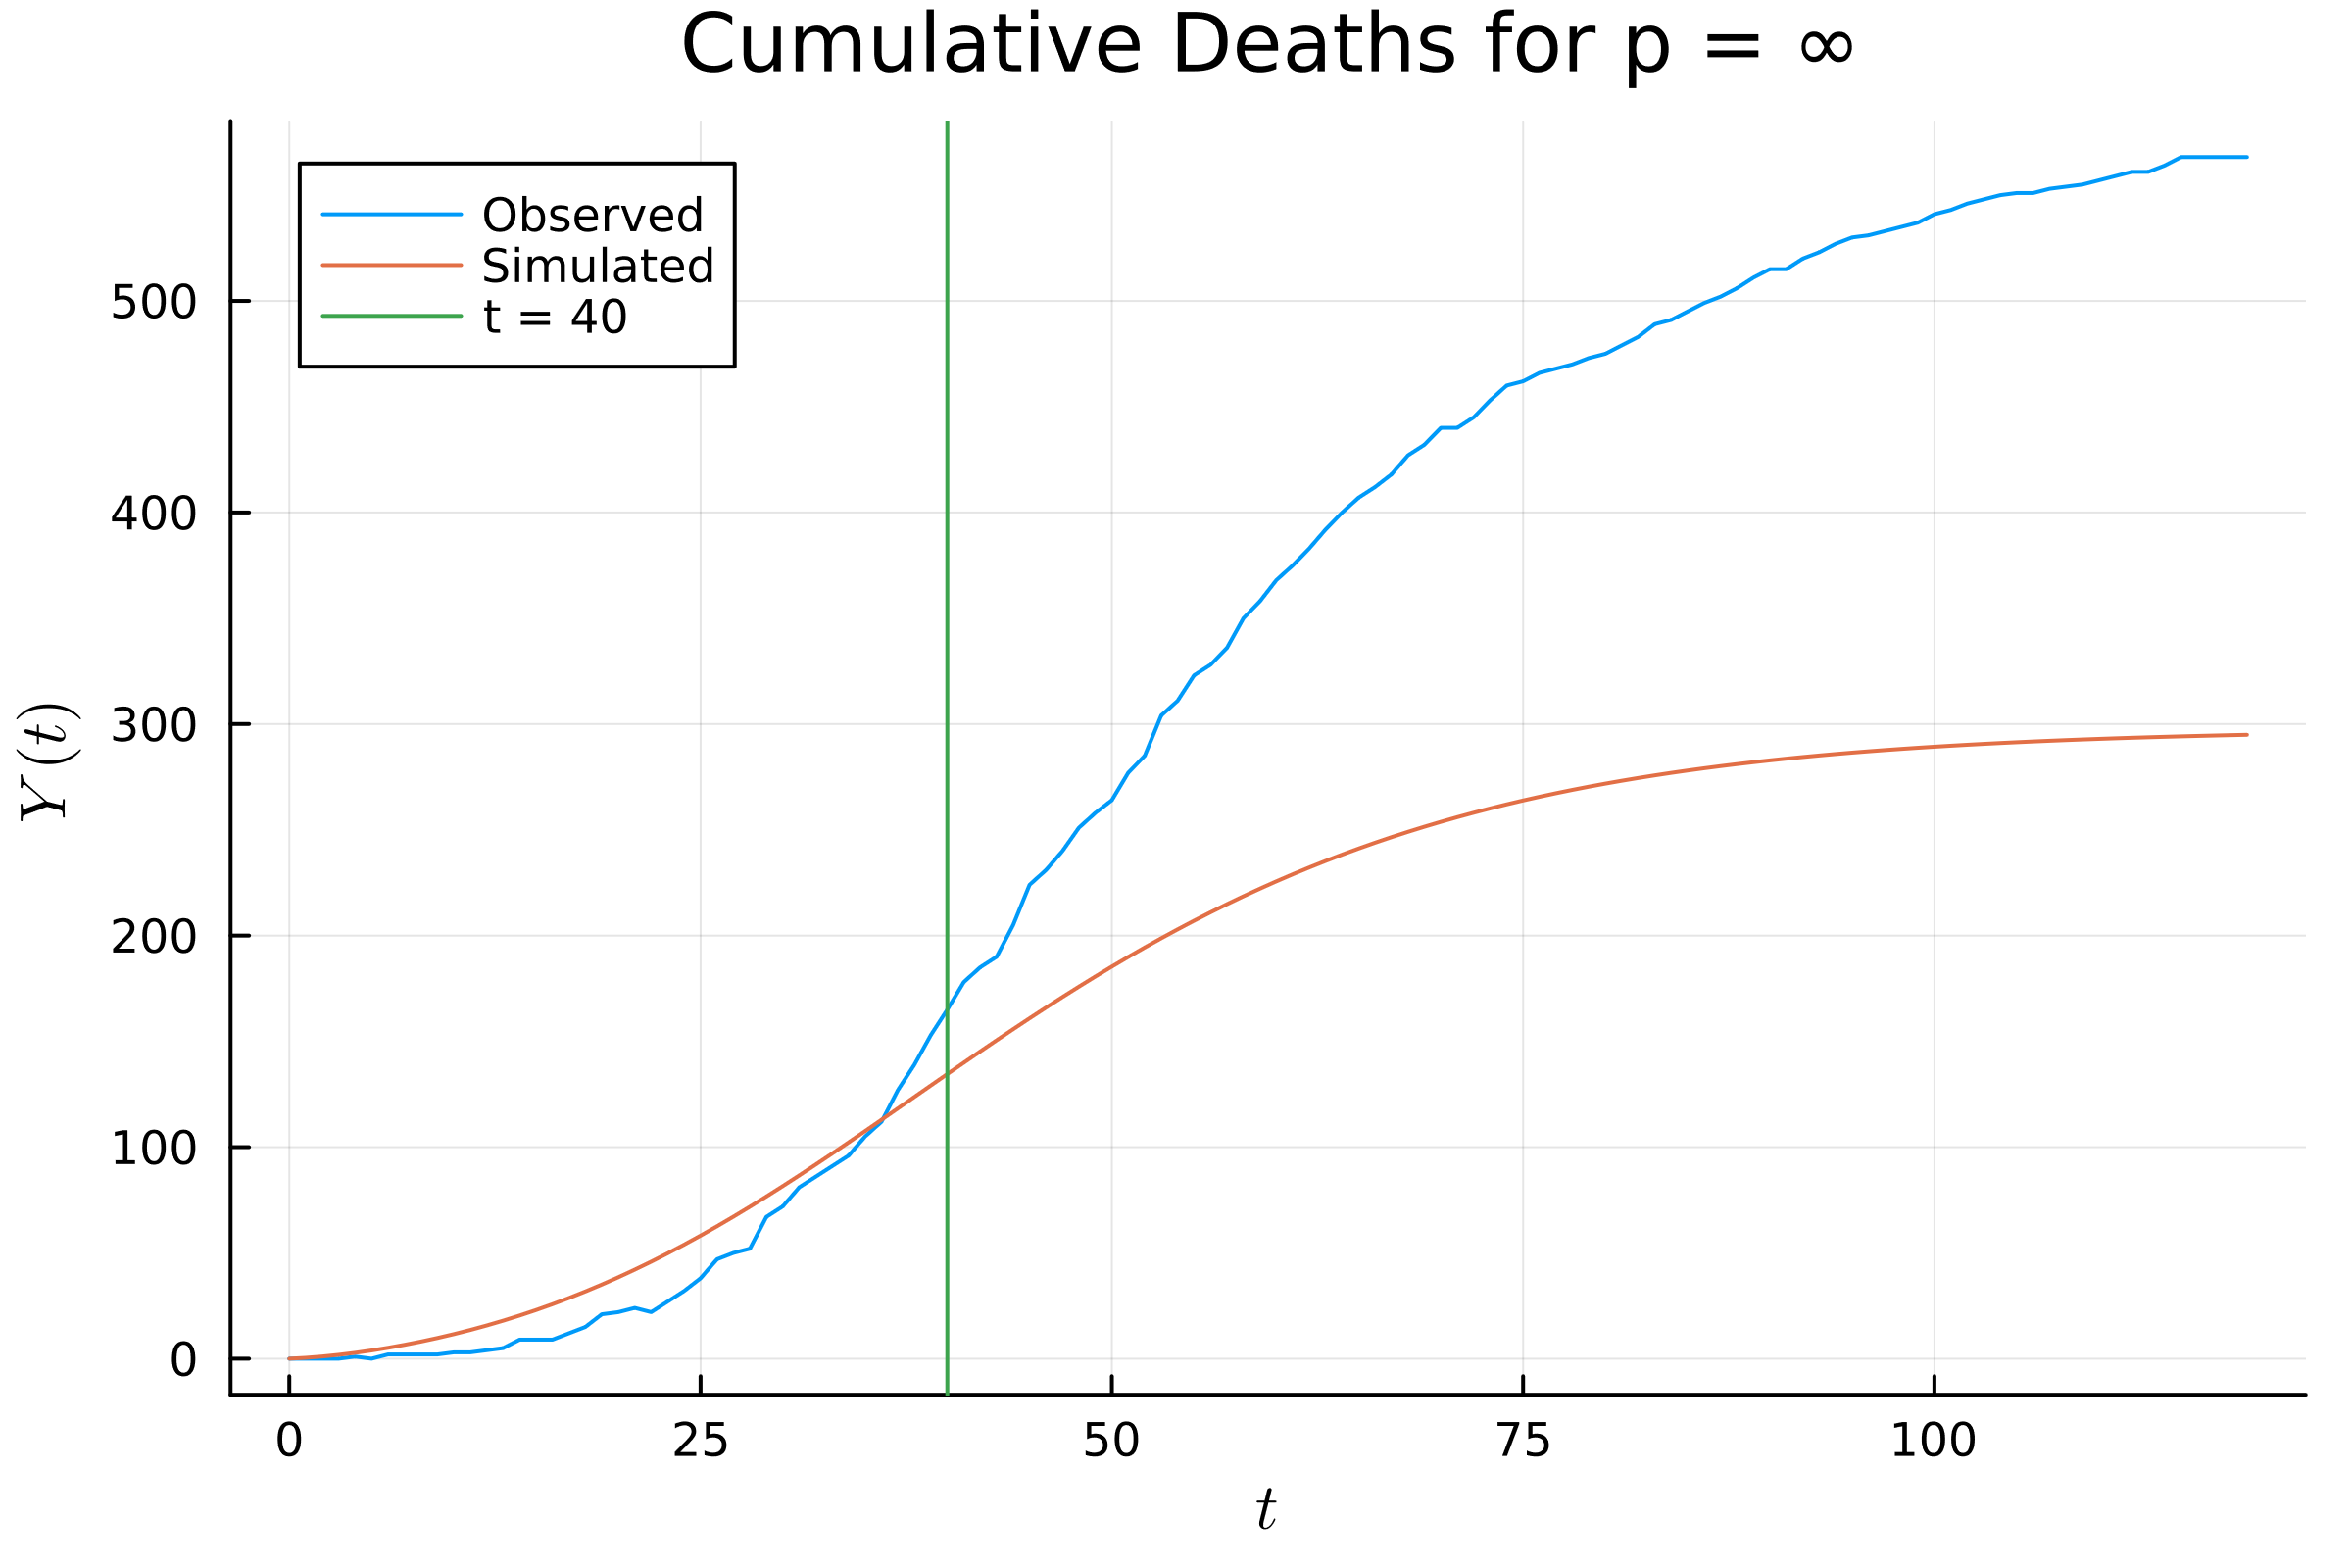 Cumulative Deaths for p = ∞
Observed
Simulated
t = 40
500
400
300
200
100
0
Y(t)
0 25 50 75 100
t